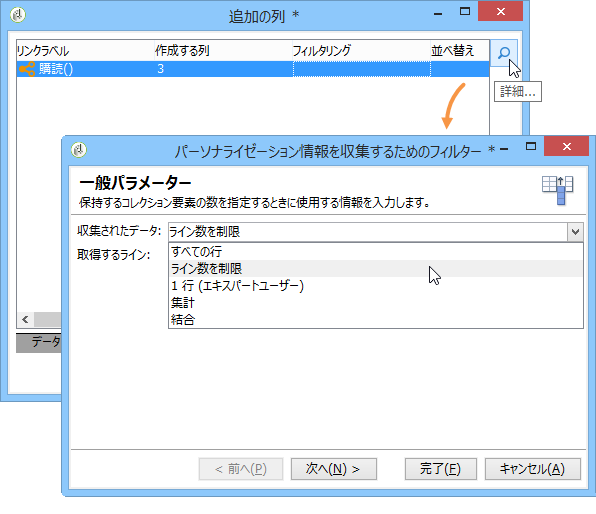 追加の列 *
リンクラベル 作成する列 フィルタリング 並べ替え
購読() 3
詳細...
パーソナライゼーション情報を収集するためのフィルター *
一般パラメーター
保持するコレクション要素の数を指定するときに使用する情報を入力します。
収集されたデータ: ライン数を制限
取得するライン:
すべての行
ライン数を制限
1 行 (エキスパートユーザー)
集計
結合
データ
< 前へ(P) 次へ(N) > 完了(F) キャンセル(A)